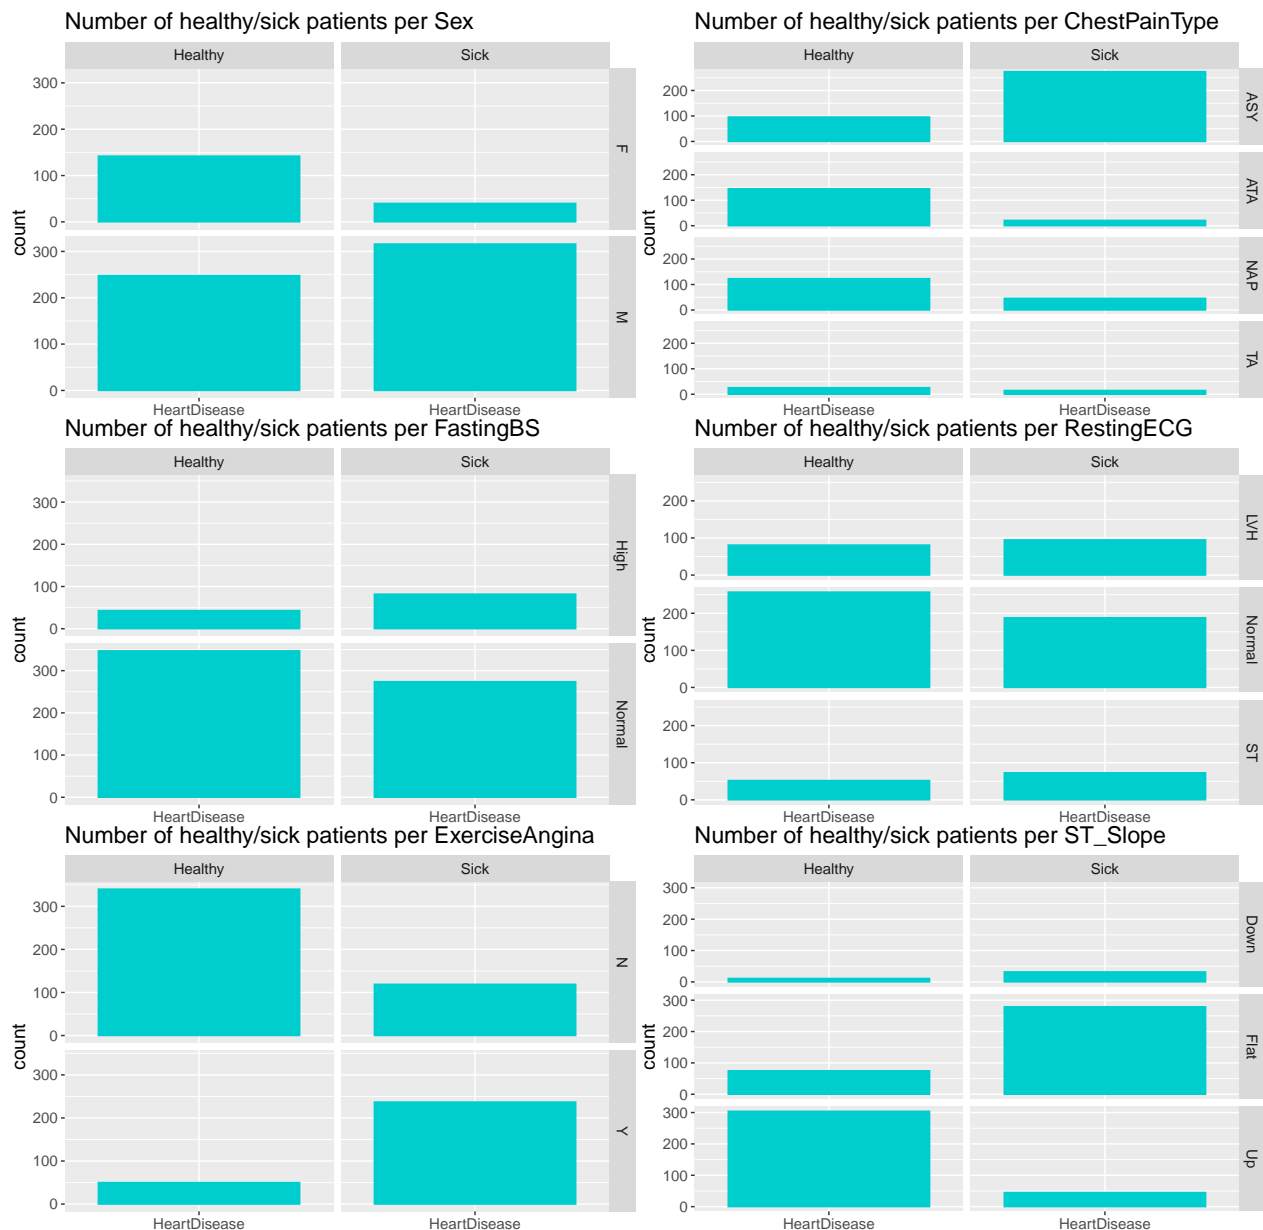 Number of healthy/sick patients per Sex
Healthy
Sick
300
200
100
0
F
300
200
100
0
M
count
HeartDisease
HeartDisease
Number of healthy/sick patients per ChestPainType
Healthy
Sick
200
100
0
ASY
200
100
0
ATA
200
100
0
NAP
200
100
0
TA
count
HeartDisease
HeartDisease
Number of healthy/sick patients per FastingBS
Healthy
Sick
300
200
100
0
High
300
200
100
0
Normal
count
HeartDisease
HeartDisease
Number of healthy/sick patients per RestingECG
Healthy
Sick
200
100
0
LVH
200
100
0
Normal
200
100
0
ST
count
HeartDisease
HeartDisease
Number of healthy/sick patients per ExerciseAngina
Healthy
Sick
300
200
100
0
N
300
200
100
0
Y
count
HeartDisease
HeartDisease
Number of healthy/sick patients per ST_Slope
Healthy
Sick
300
200
100
0
Down
300
200
100
0
Flat
300
200
100
0
Up
count
HeartDisease
HeartDisease